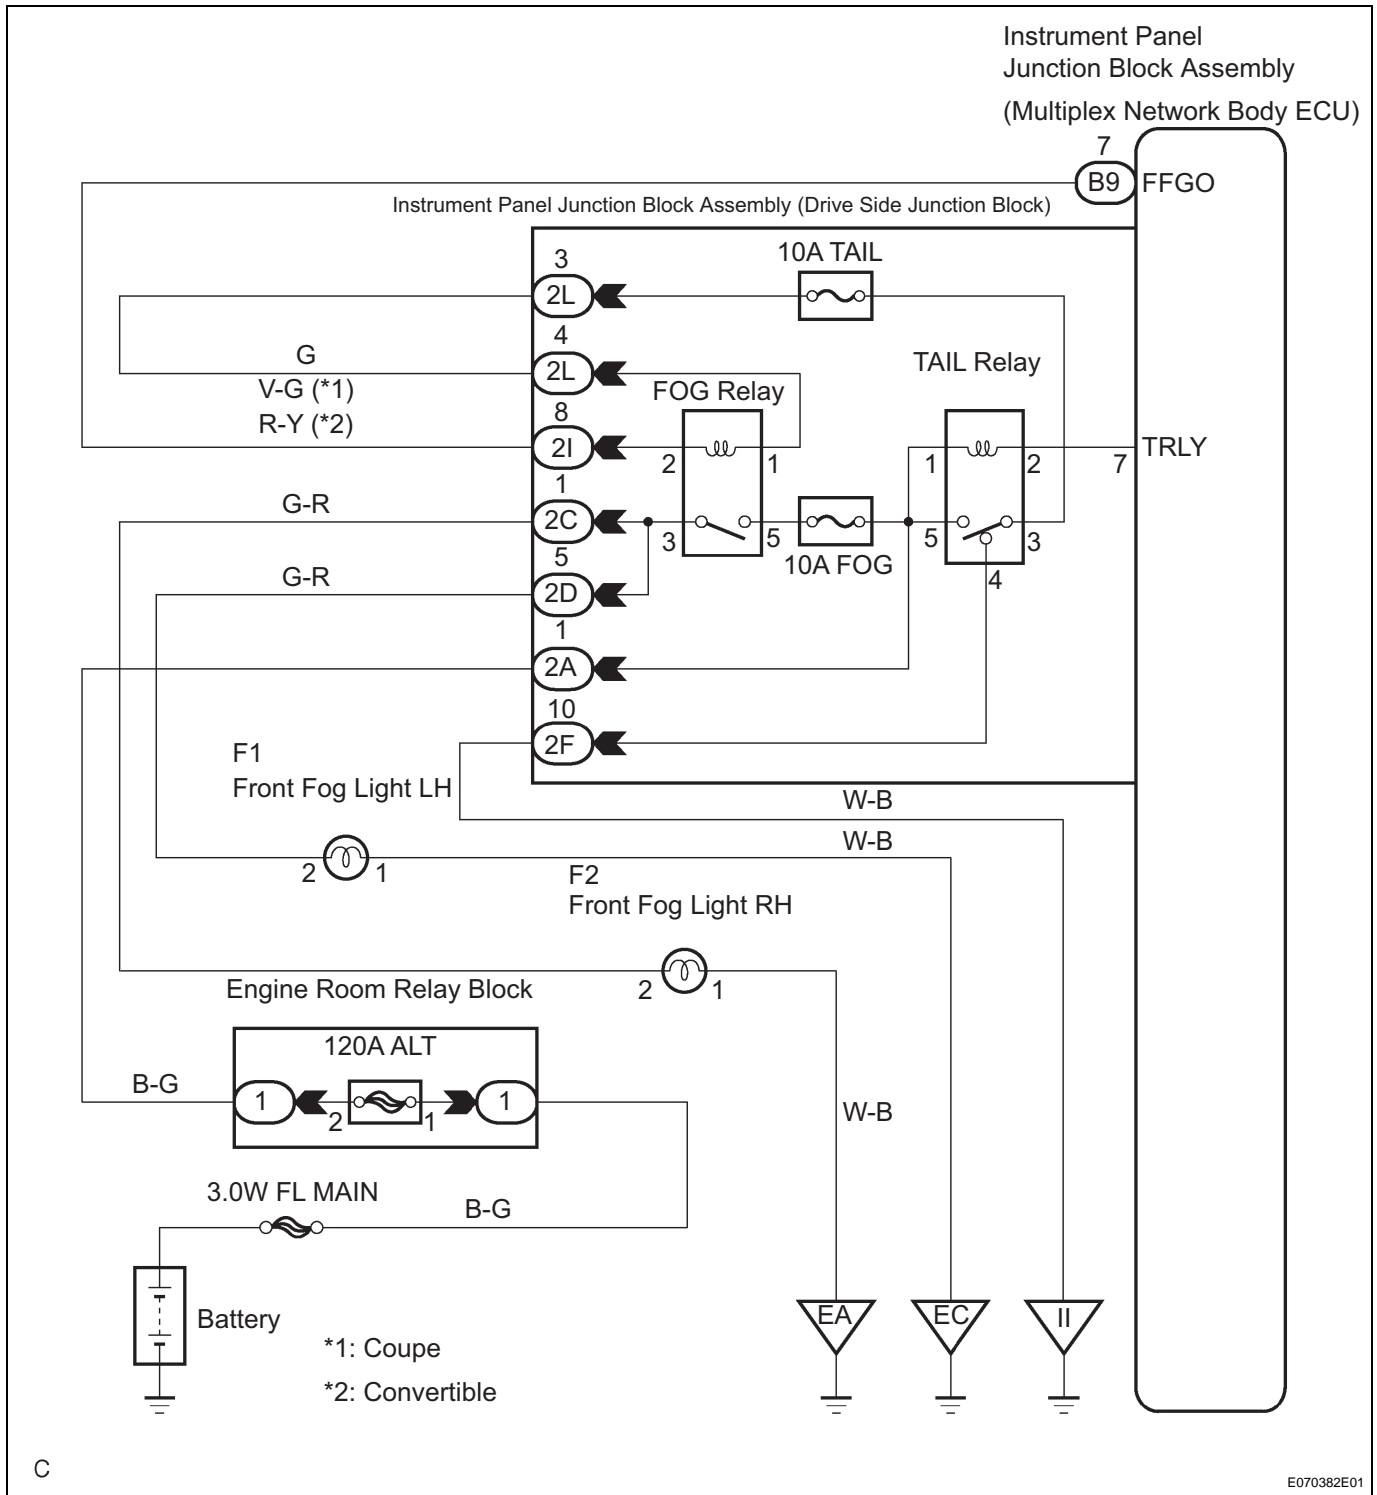 Instrument Panel
Junction Block Assembly
(Multiplex Network Body ECU)
7
B9 FFGO
Instrument Panel Junction Block Assembly (Drive Side Junction Block)
10A TAIL
3
2L
4
2L
G
V-G (*1)
R-Y (*2)
TAIL Relay
FOG Relay
8
2I
2 1
1 2
7 TRLY
1
2C
G-R
3 5
10A FOG
5 3
4
5
2D
G-R
1
2A
10
2F
F1
Front Fog Light LH
W-B
W-B
2 1
F2
Front Fog Light RH
2 1
Engine Room Relay Block
120A ALT
B-G
1 2 1 1
W-B
3.0W FL MAIN
B-G
Battery
EA EC II
*1: Coupe
*2: Convertible
C
E070382E01